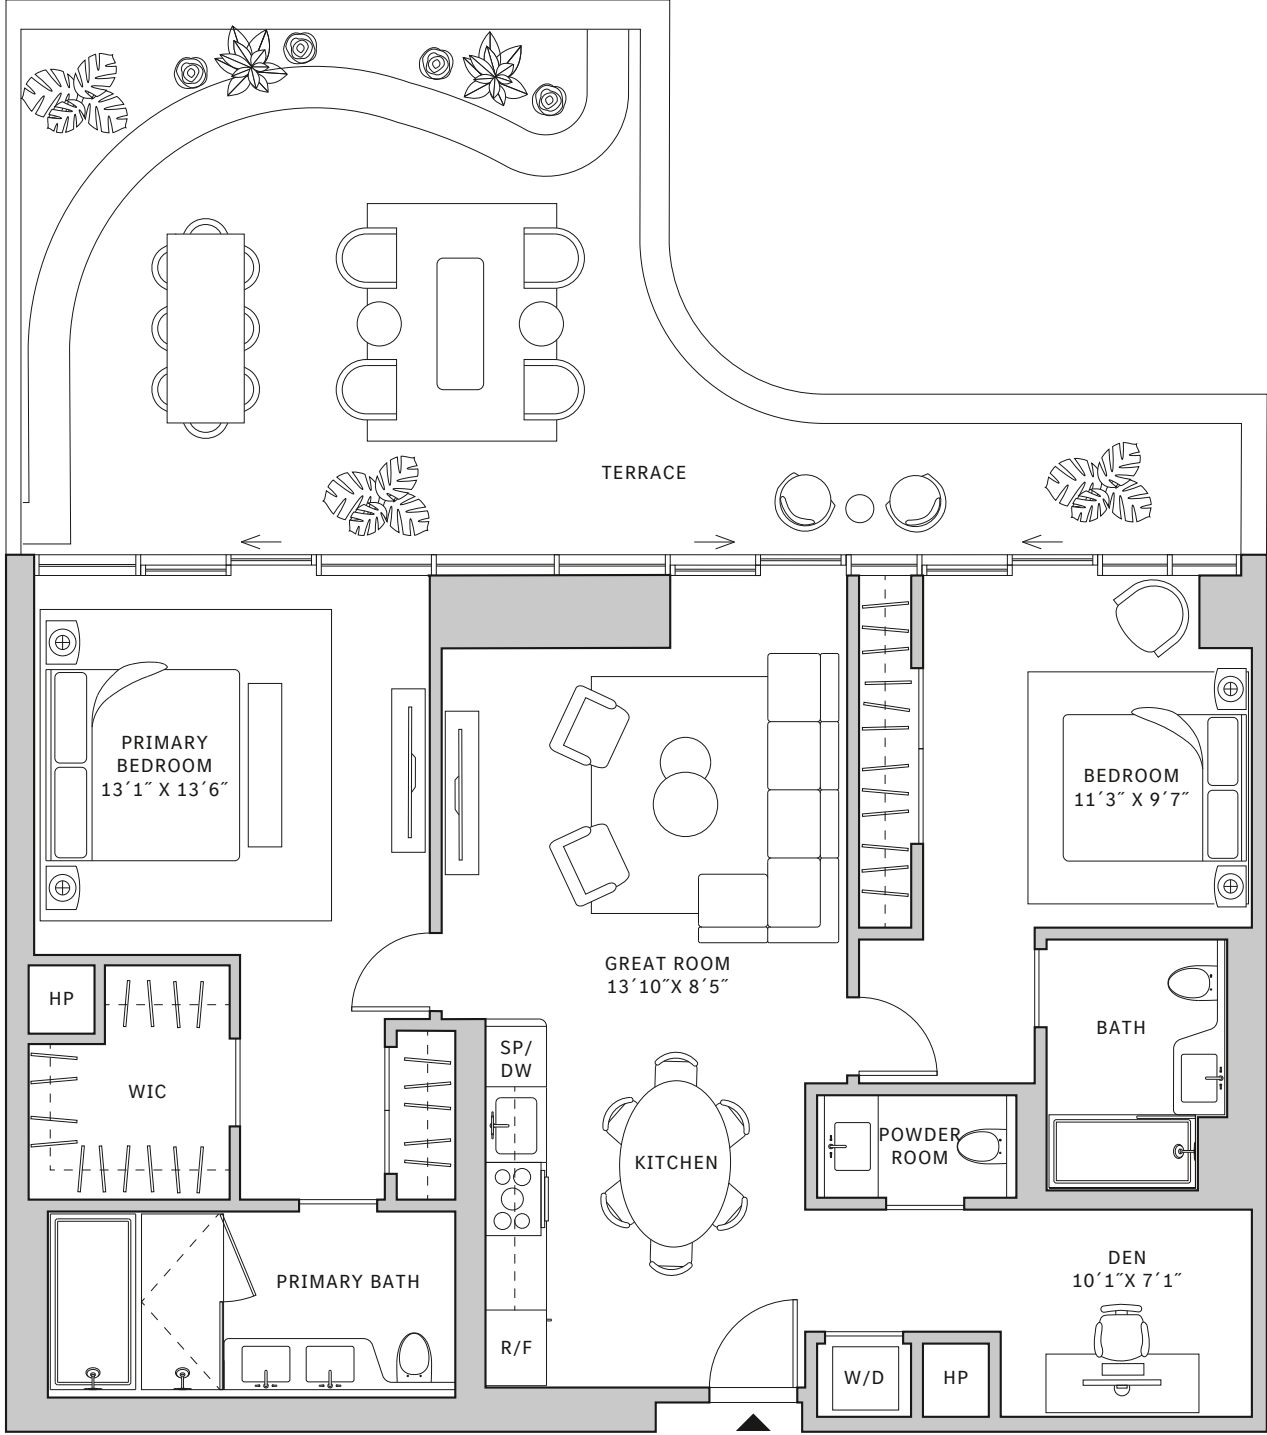 TERRACE
PRIMARY
BEDROOM
13´1˝ X 13´6˝
BEDROOM
11´3˝ X 9´7˝
GREAT ROOM
13´10˝X 8´5˝
HP
WIC
SP/
DW
BATH
KITCHEN
POWDER
ROOM
PRIMARY BATH
DEN
10´1˝X 7´1˝
R/F
W/D
HP